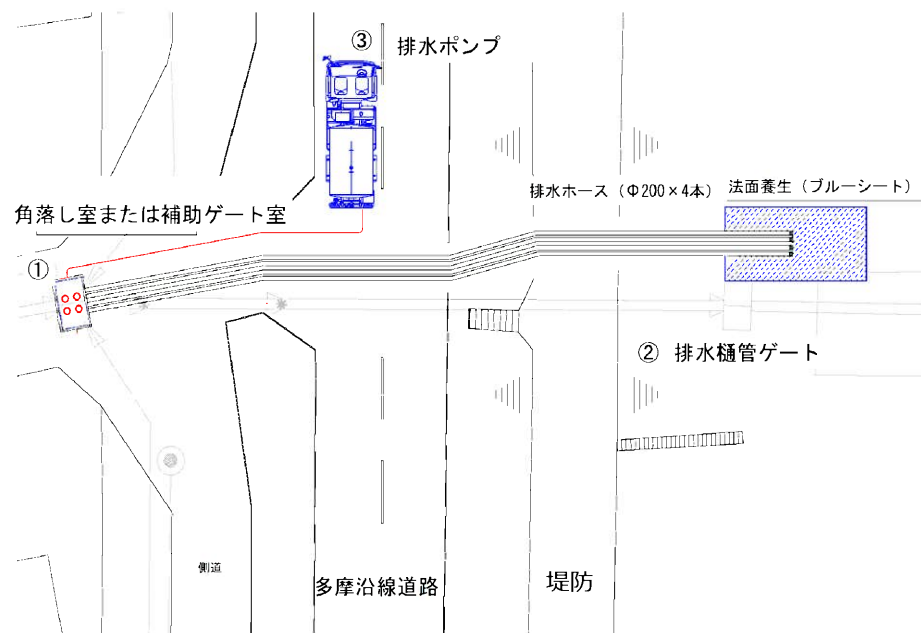 ③ 排水ポンプ
排水ホース（Φ200×4本）
法面養生（ブルーシート）
角落し室または補助ゲート室
①
② 排水樋管ゲート
側道
多摩沿線道路
堤防